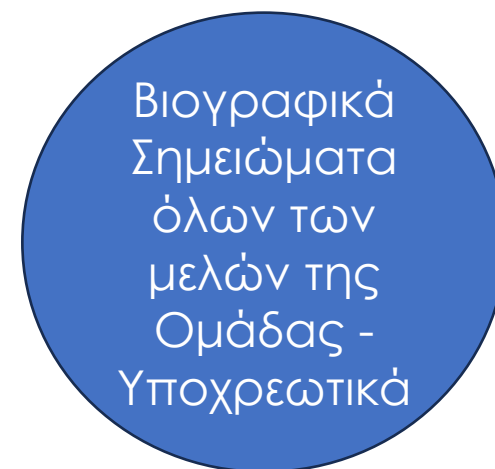 Βιογραφικά
Σημειώματα
όλων των
μελών της
Ομάδας -
Υποχρεωτικά